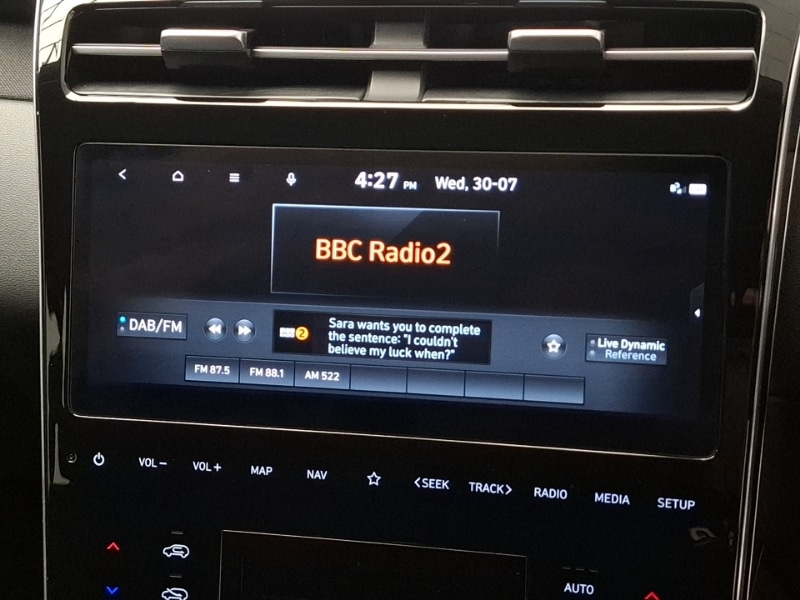 4:27 PM Wed, 30-07
BBC Radio2
DAB/FM
2
Sara wants you to complete
the sentence: "I couldn't
believe my luck when?"
Live Dynamic
Reference
FM 87.5 FM 88.1 AM 522
VOL− VOL+ MAP NAV <SEEK TRACK> RADIO MEDIA SETUP
AUTO